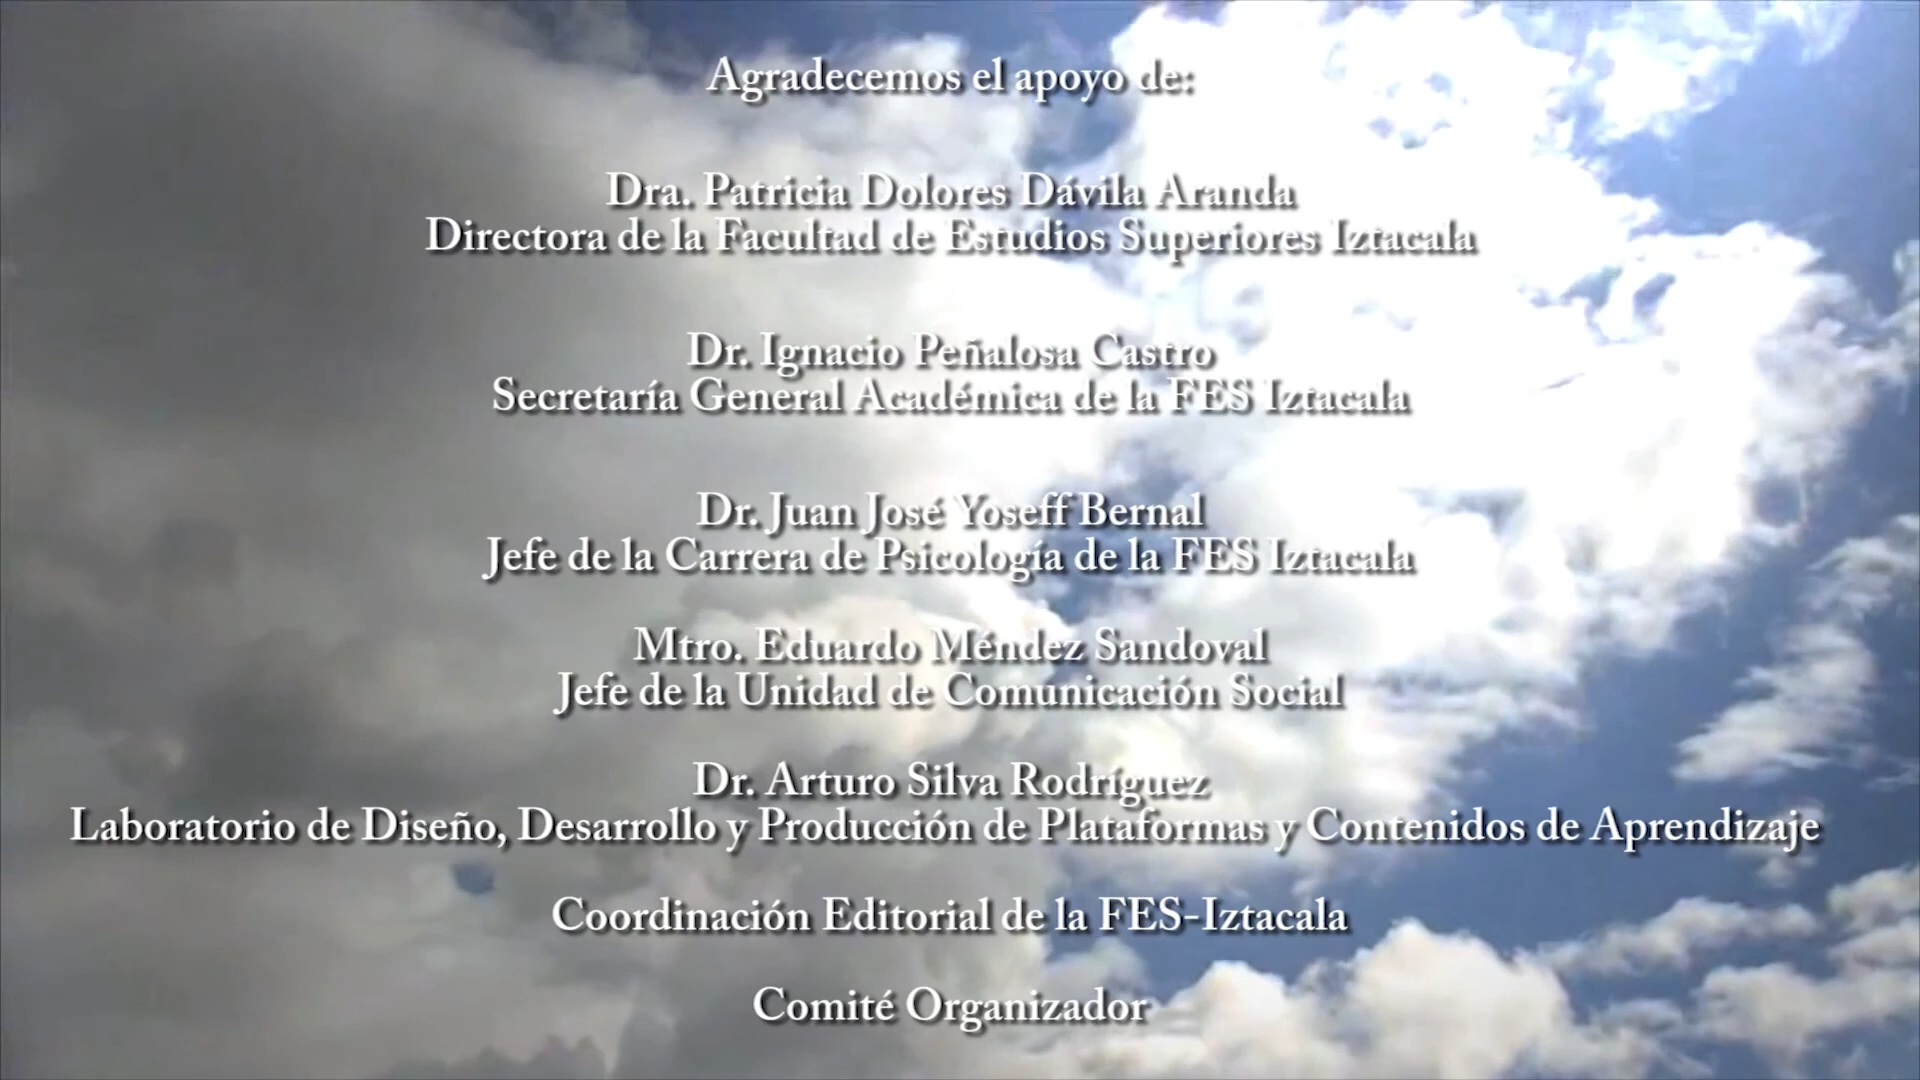 Agradecemos el apoyo de:
Dra. Patricia Dolores Dávila Aranda
Directora de la Facultad de Estudios Superiores Iztacala
Dr. Ignacio Peñalosa Castro
Secretaría General Académica de la FES Iztacala
Dr. Juan José Yoseff Bernal
Jefe de la Carrera de Psicología de la FES Iztacala
Mtro. Eduardo Méndez Sandoval
Jefe de la Unidad de Comunicación Social
Dr. Arturo Silva Rodríguez
Laboratorio de Diseño, Desarrollo y Producción de Plataformas y Contenidos de Aprendizaje
Coordinación Editorial de la FES-Iztacala
Comité Organizador